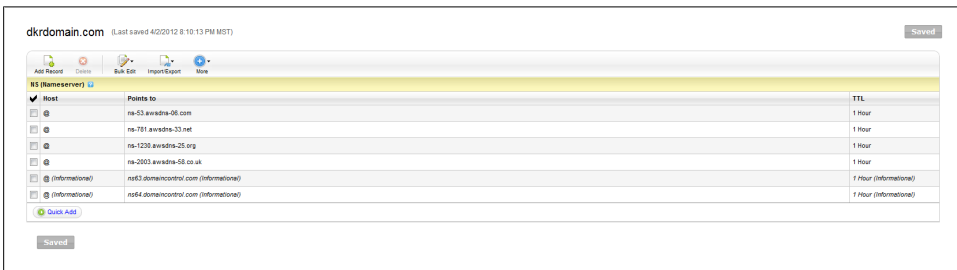 dkrdomain.com (Last saved 4/2/2012 8:10:13 PM MST) Saved
Add Record Delete Bulk Edit Import/Export More
NS (Nameserver)
Host Points to TTL
@ ns-53.awsdns-06.com 1 Hour
@ ns-781.awsdns-33.net 1 Hour
@ ns-1230.awsdns-25.org 1 Hour
@ ns-2003.awsdns-58.co.uk 1 Hour
@ (Informational) ns63.domaincontrol.com (Informational) 1 Hour (Informational)
@ (Informational) ns64.domaincontrol.com (Informational) 1 Hour (Informational)
Quick Add
Saved